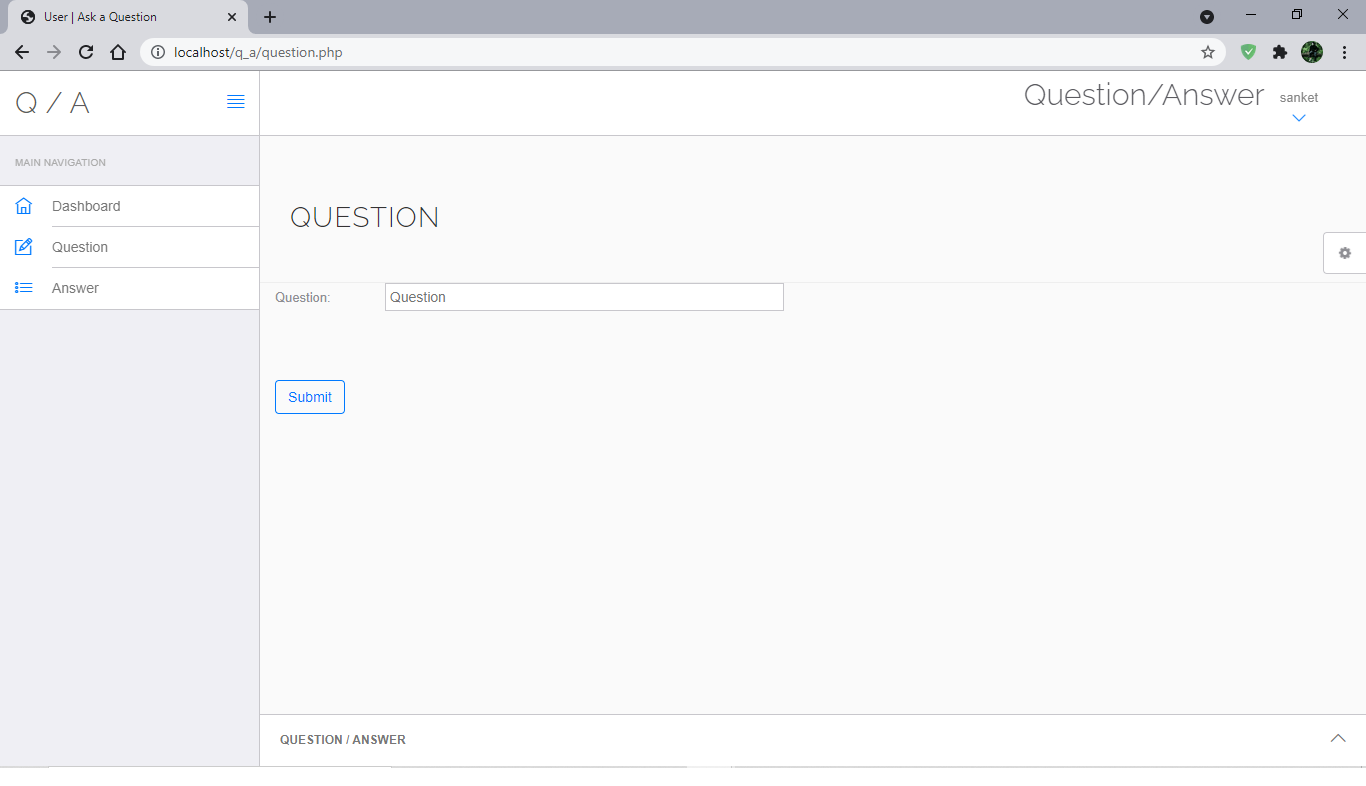 User | Ask a Question
localhost/q_a/question.php
Q / A
Question/Answer
sanket
MAIN NAVIGATION
Dashboard
Question
Answer
QUESTION
Question: Question
Submit
QUESTION / ANSWER